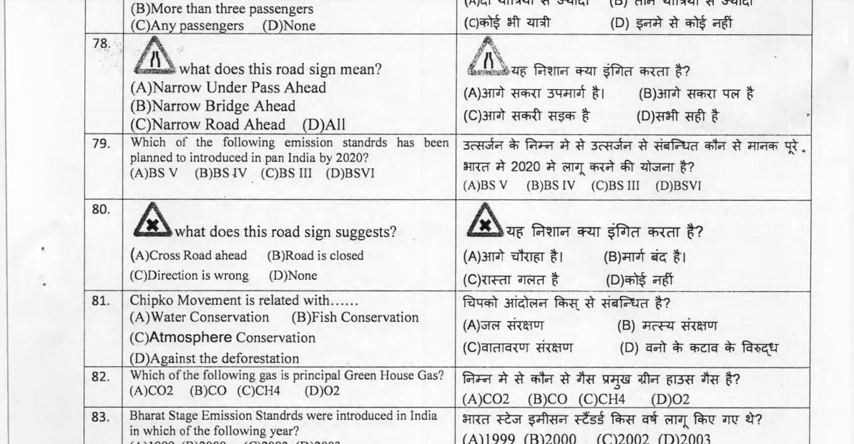 (B)More than three passengers
(C)Any passengers (D)None
(C)कोई भी यात्री (D) इनमे से कोई नहीं
78.
what does this road sign mean?
(A)Narrow Under Pass Ahead
(B)Narrow Bridge Ahead
(C)Narrow Road Ahead (D)All
यह निशान क्या इंगित करता है?
(A)आगे सकरा उपमार्ग है। (B)आगे सकरा पल है
(C)आगे सकरी सड़क है (D)सभी सही है
79.
Which of the following emission standrds has been
planned to introduced in pan India by 2020?
(A)BS V (B)BS IV (C)BS III (D)BSVI
उत्सर्जन के निम्न मे से उत्सर्जन से संबन्धित कौन से मानक पूरे
भारत मे 2020 मे लागू करने की योजना है?
(A)BS V (B)BS IV (C)BS III (D)BSVI
80.
what does this road sign suggests?
(A)Cross Road ahead (B)Road is closed
(C)Direction is wrong (D)None
यह निशान क्या इंगित करता है?
(A)आगे चौराहा है। (B)मार्ग बंद है।
(C)रास्ता गलत है (D)कोई नहीं
81.
Chipko Movement is related with......
(A)Water Conservation (B)Fish Conservation
(C)Atmosphere Conservation
(D)Against the deforestation
चिपको आंदोलन किस् से संबन्धित है?
(A)जल संरक्षण (B) मत्स्य संरक्षण
(C)वातावरण संरक्षण (D) वनो के कटाव के विरुद्ध
82.
Which of the following gas is principal Green House Gas?
(A)CO2 (B)CO (C)CH4 (D)O2
निम्न मे से कौन से गैस प्रमुख ग्रीन हाउस गैस है?
(A)CO2 (B)CO (C)CH4 (D)O2
83.
Bharat Stage Emission Standrds were introduced in India
in which of the following year?
भारत स्टेज इमीसन स्टैंडर्ड किस वर्ष लागू किए गए थे?
(A)1999 (B)2000 (C)2002 (D)2003